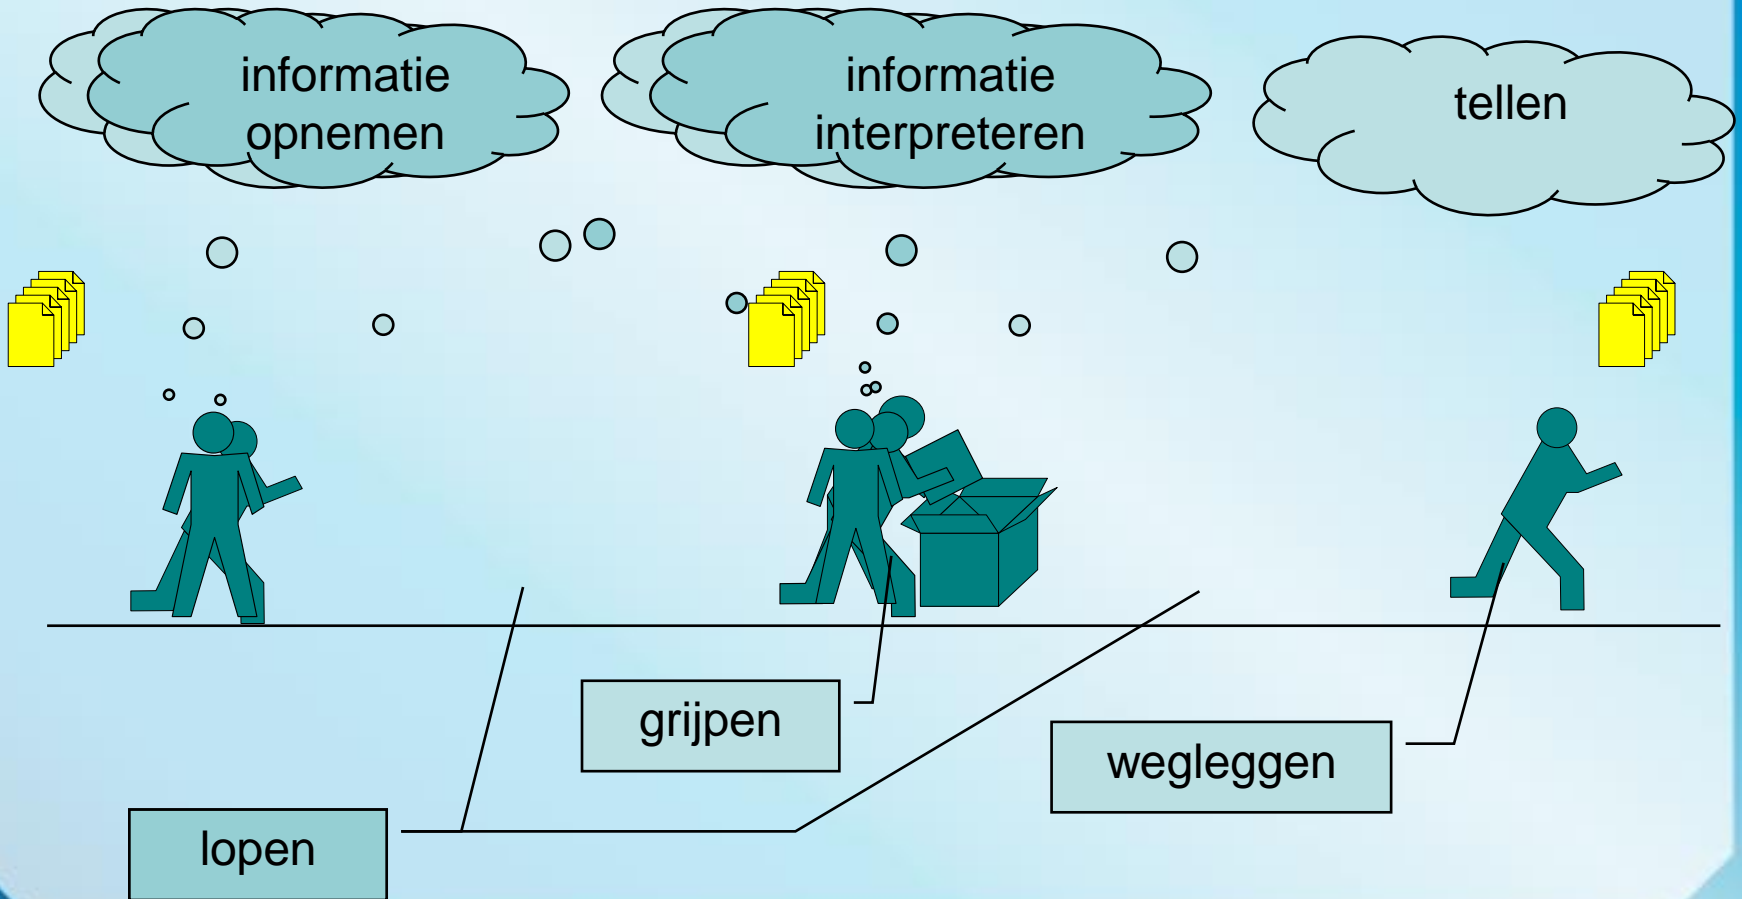 informatie
opnemen
informatie
interpreteren
tellen
grijpen
wegleggen
lopen